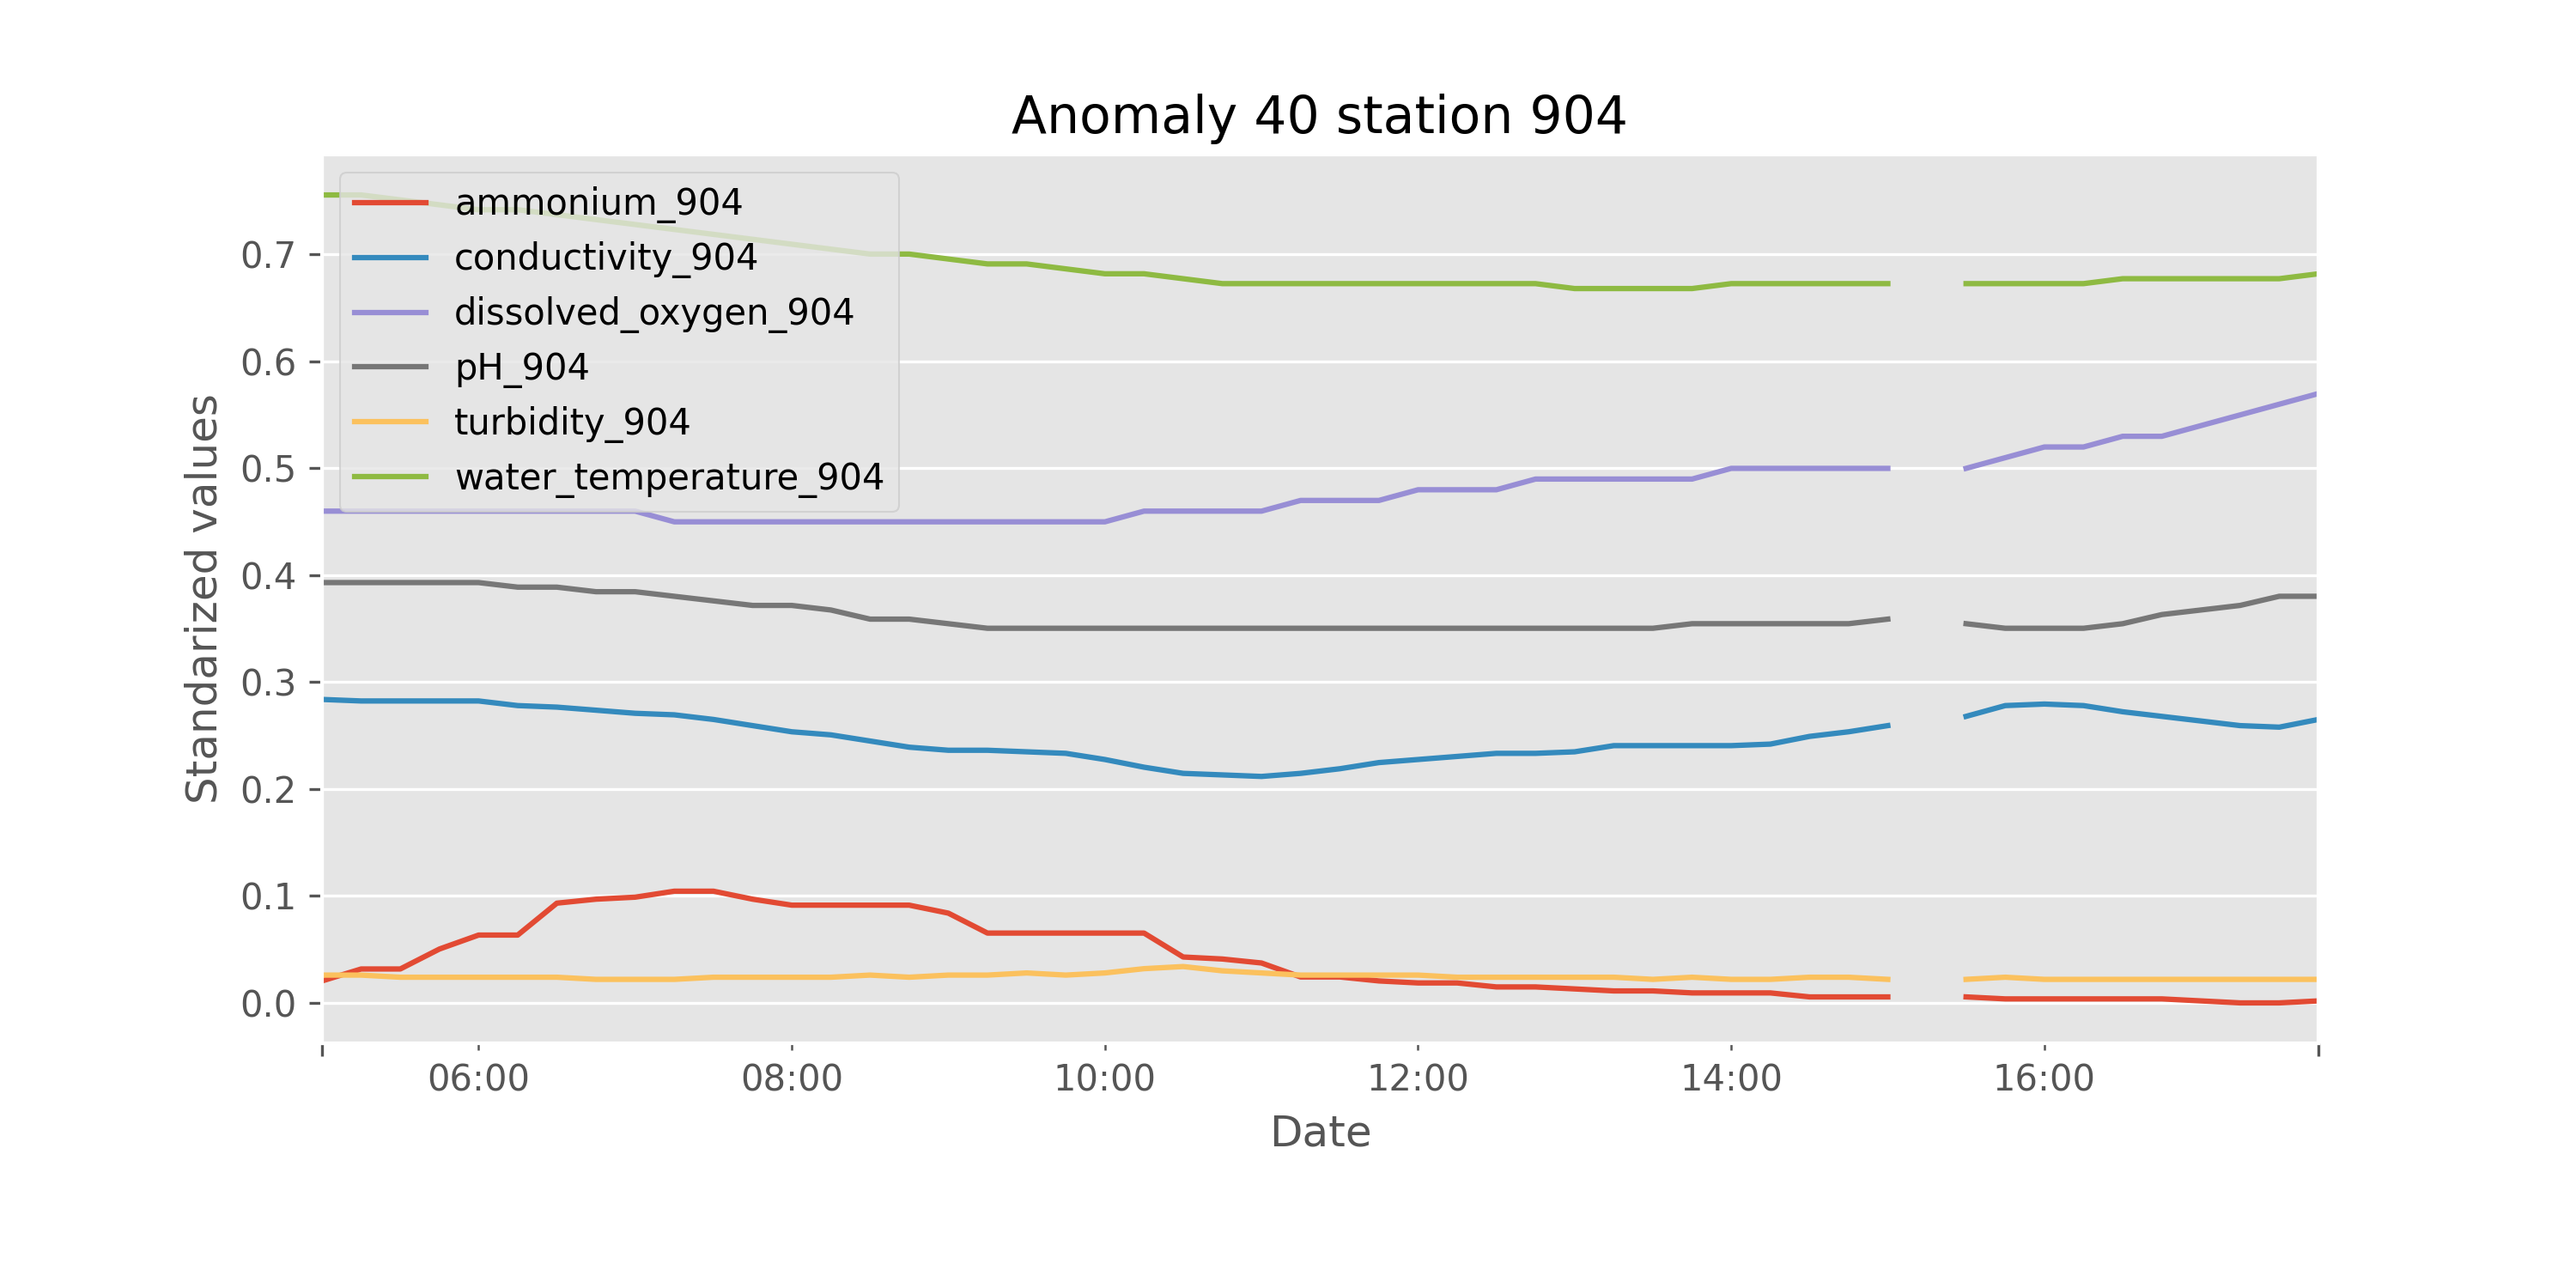 Anomaly 40 station 904
ammonium_904
conductivity_904
dissolved_oxygen_904
pH_904
turbidity_904
water_temperature_904
0.7
0.6
0.5
0.4
0.3
0.2
0.1
0.0
Standarized values
06:00 08:00 10:00 12:00 14:00 16:00
Date